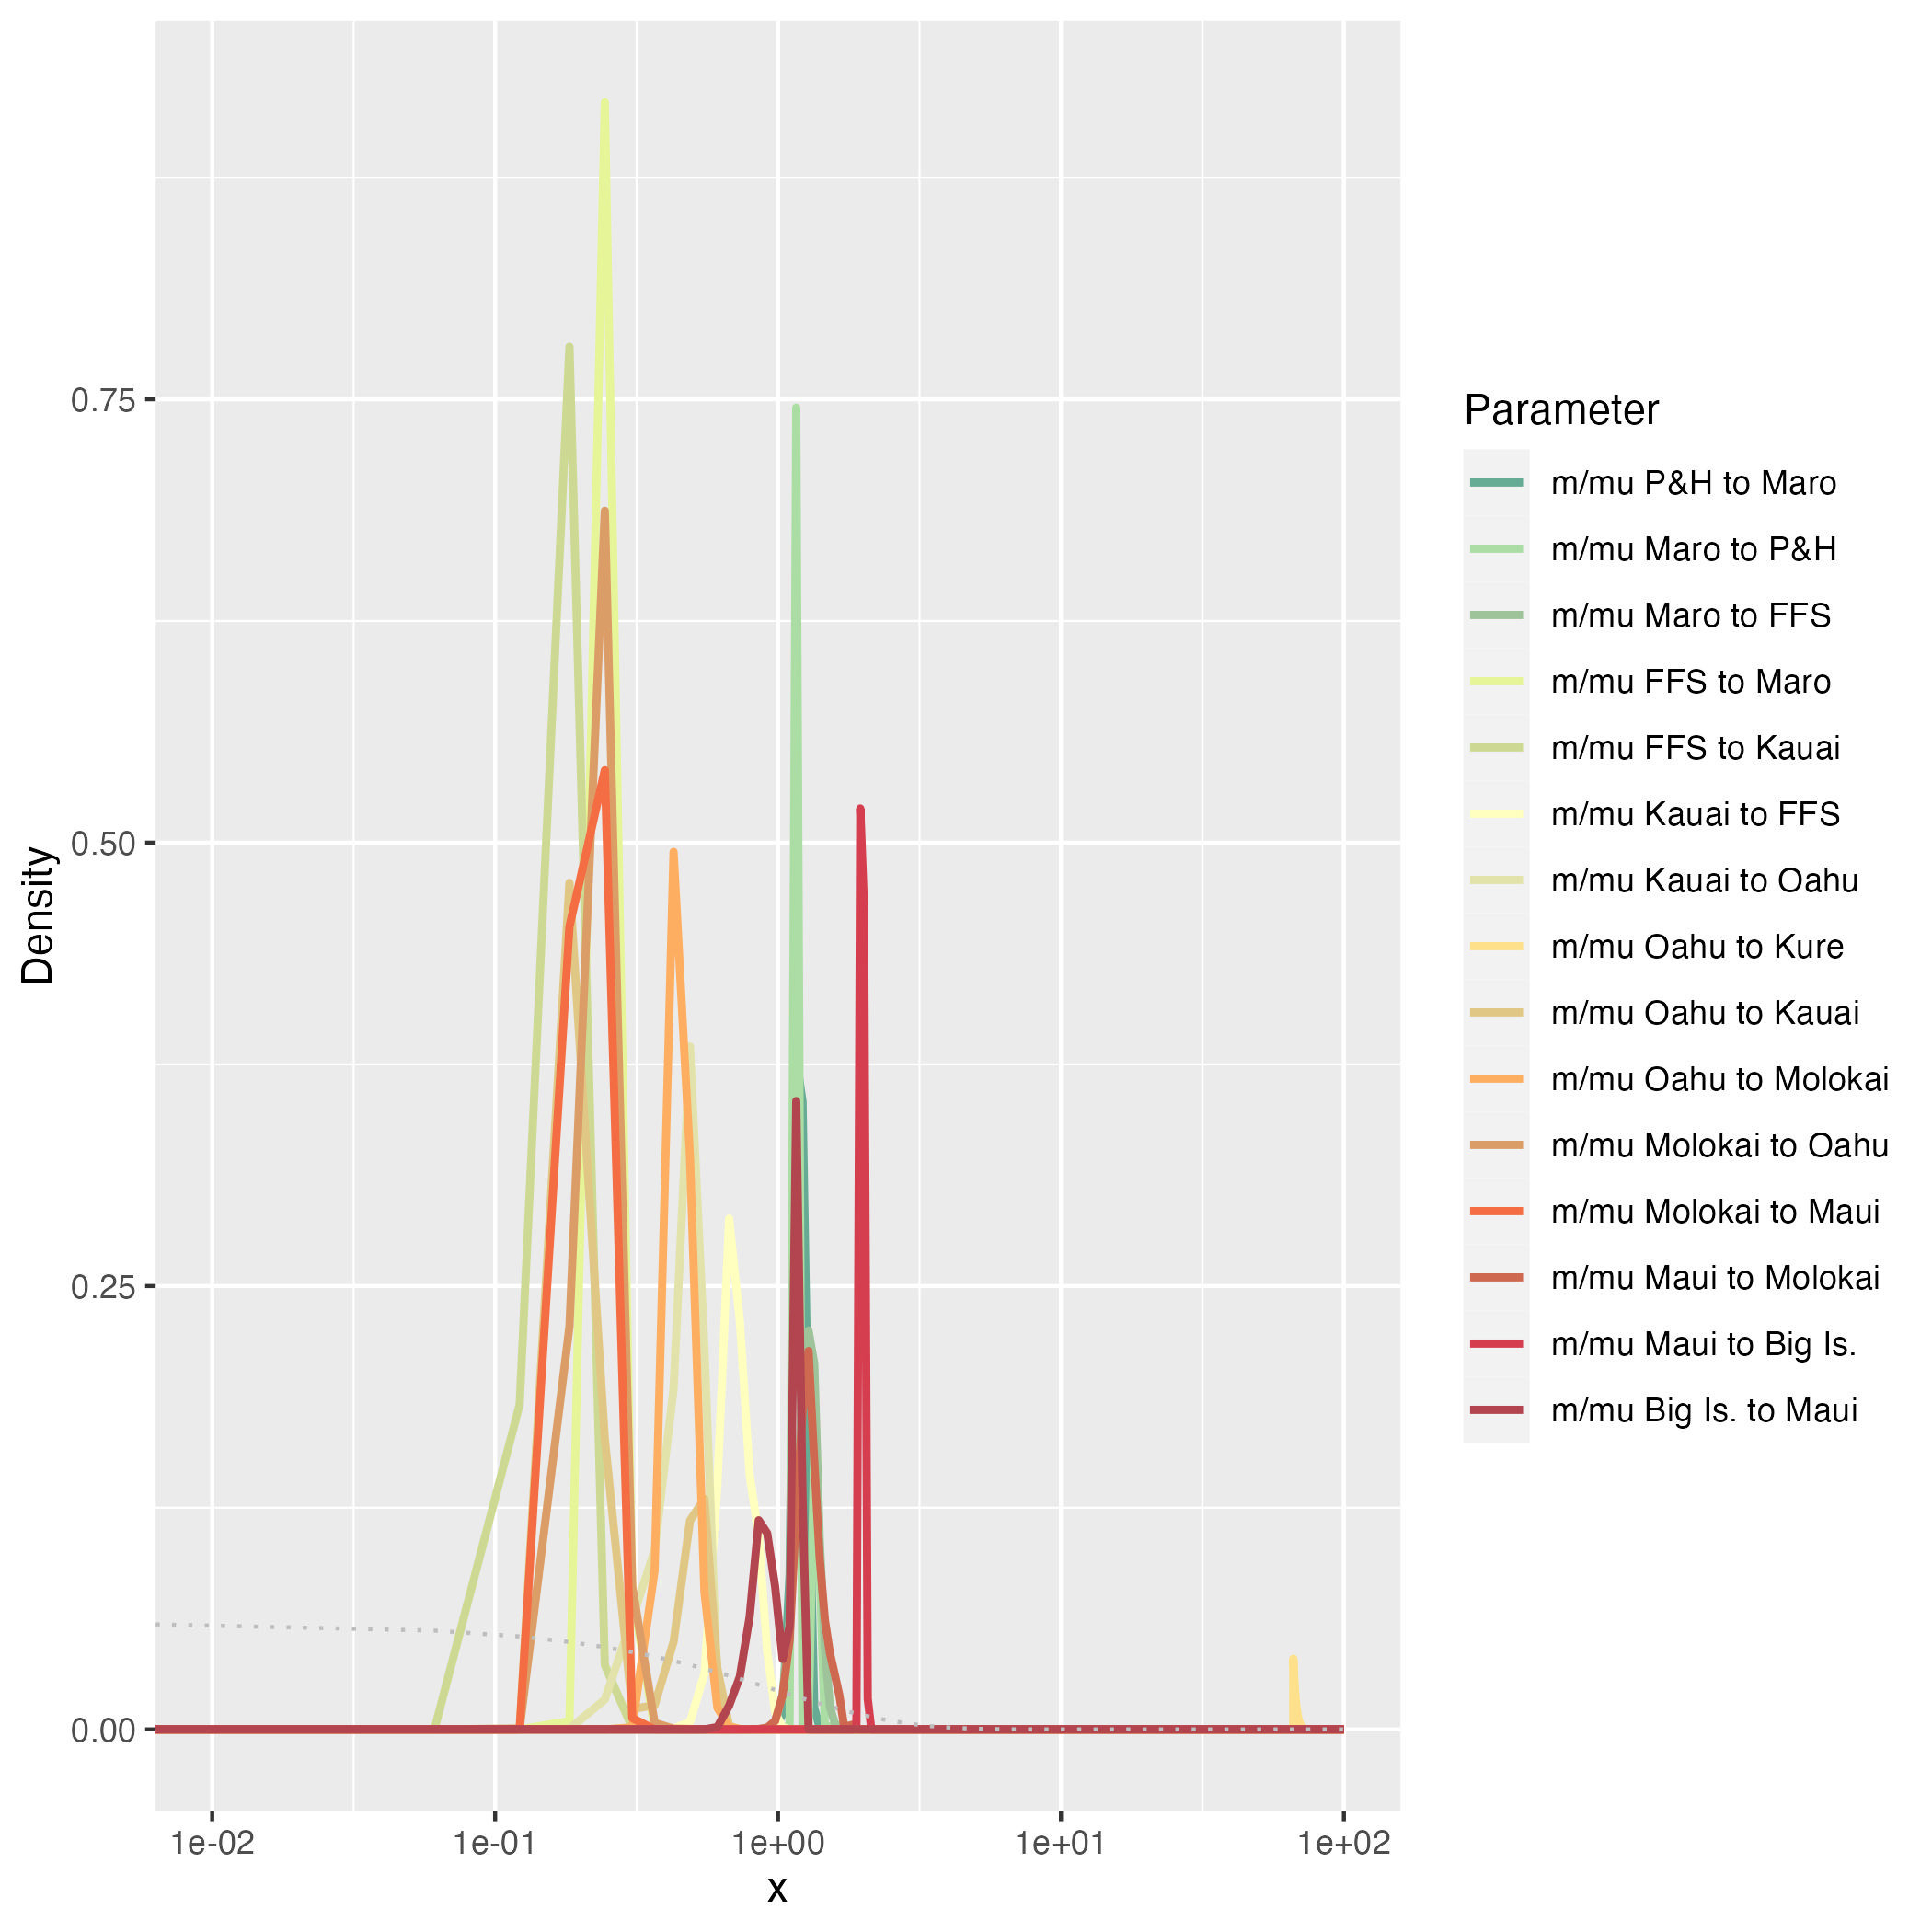 0.75
0.50
0.25
0.00
Density
1e-02
1e-01
1e+00
1e+01
1e+02
x
Parameter
m/mu P&H to Maro
m/mu Maro to P&H
m/mu Maro to FFS
m/mu FFS to Maro
m/mu FFS to Kauai
m/mu Kauai to FFS
m/mu Kauai to Oahu
m/mu Oahu to Kure
m/mu Oahu to Kauai
m/mu Oahu to Molokai
m/mu Molokai to Oahu
m/mu Molokai to Maui
m/mu Maui to Molokai
m/mu Maui to Big Is.
m/mu Big Is. to Maui